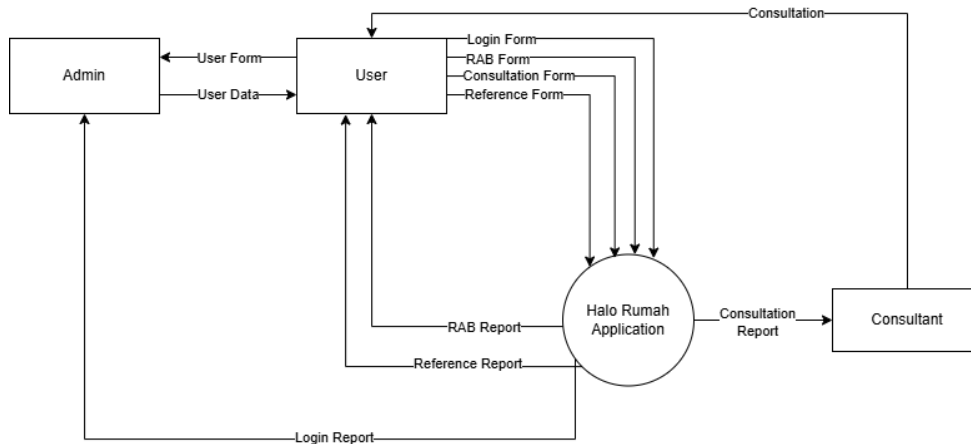 Consultation
Login Form
User Form
RAB Form
Admin
User
Consultation Form
User Data
Reference Form
Halo Rumah
Application
Consultation
Report
Consultant
RAB Report
Reference Report
Login Report